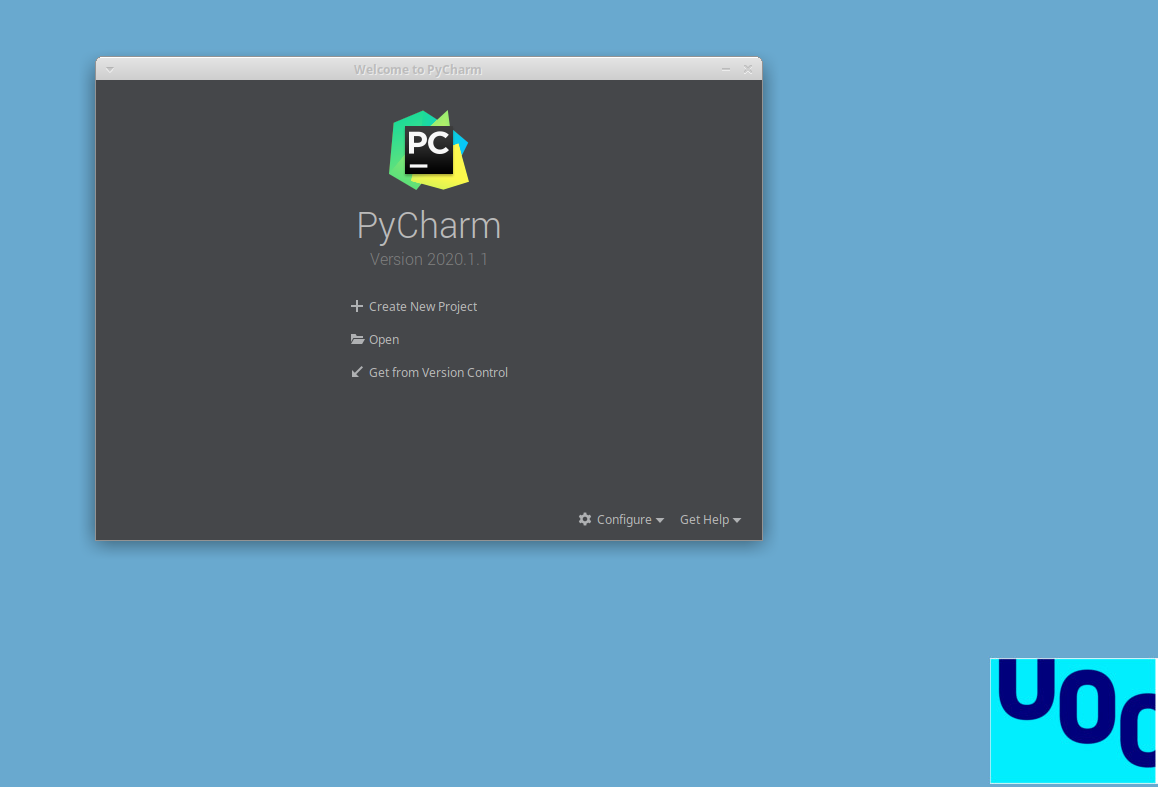 Welcome to PyCharm
PC
PyCharm
Version 2020.1.1
Create New Project
Open
Get from Version Control
Configure
Get Help
UOC